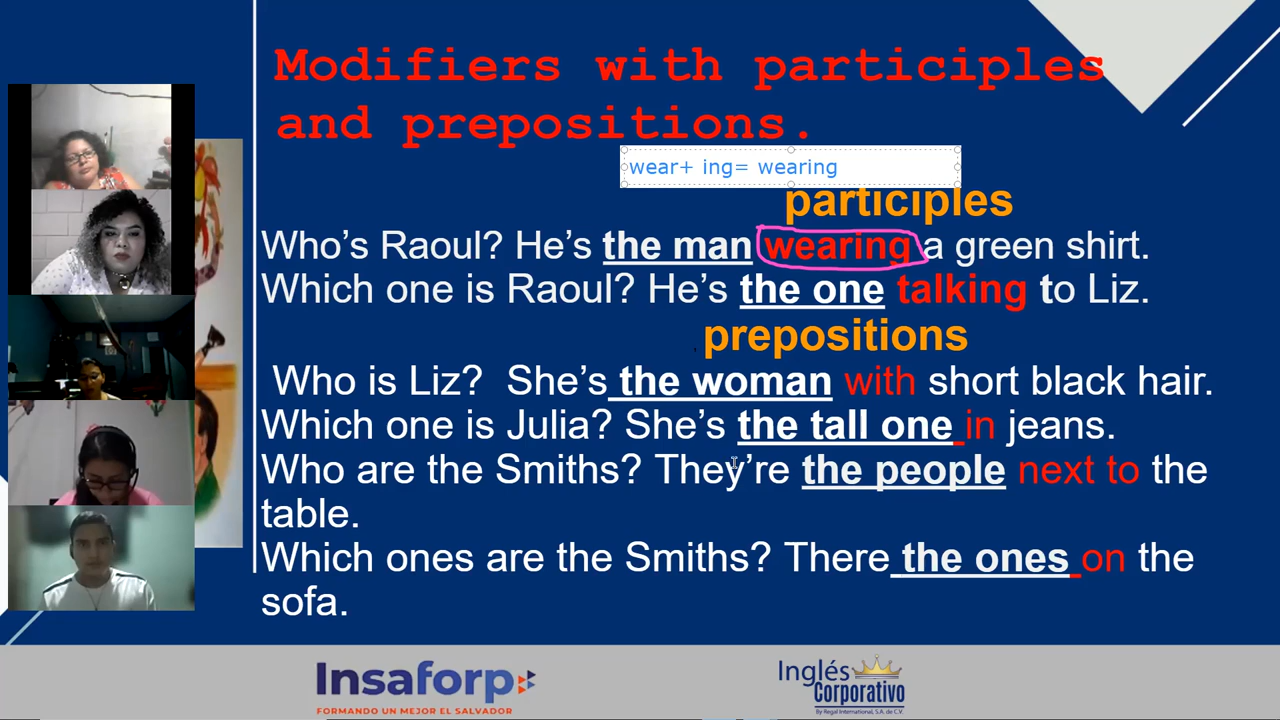 Modifiers with participles
and prepositions.
wear+ ing= wearing
participles
Who’s Raoul? He’s the man wearing a green shirt.
Which one is Raoul? He’s the one talking to Liz.
prepositions
Who is Liz? She’s the woman with short black hair.
Which one is Julia? She’s the tall one in jeans.
Who are the Smiths? They’re the people next to the
table.
Which ones are the Smiths? There the ones on the
sofa.
Insaforp
FORMANDO UN MEJOR EL SALVADOR
Inglés
Corporativo
By Regal International, S.A. de C.V.